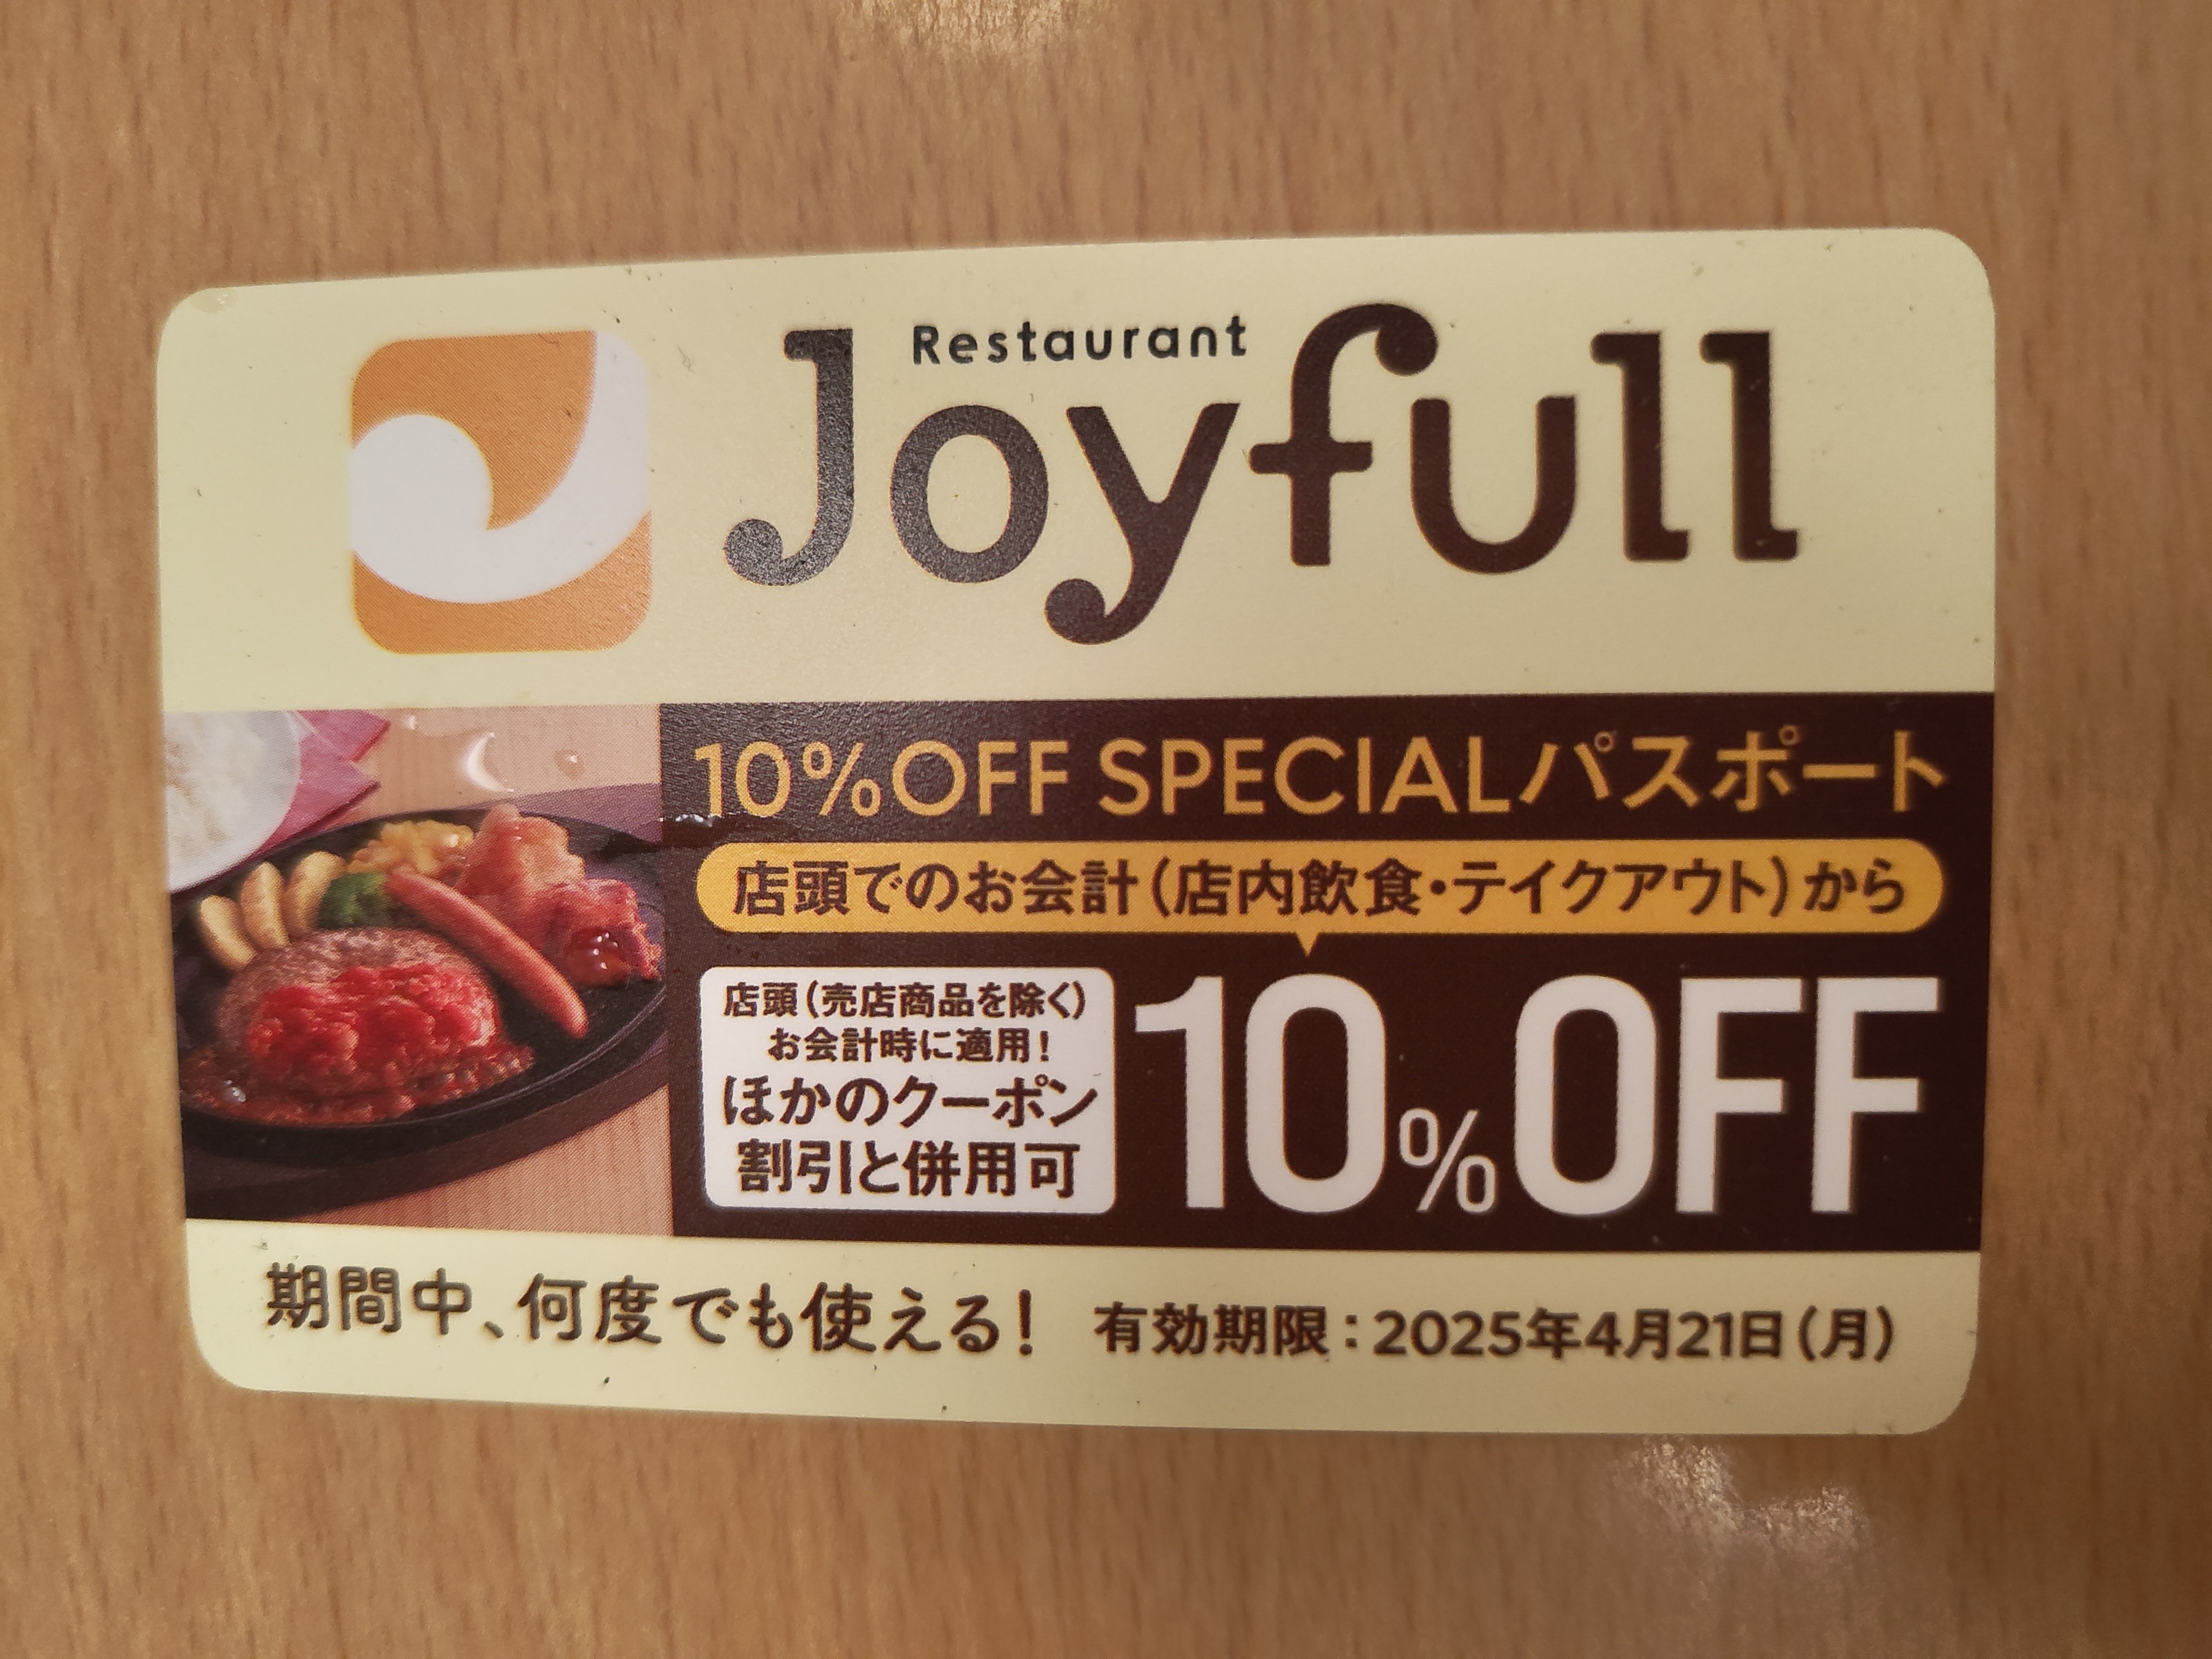 Restaurant
Joyfull
10%OFF SPECIALパスポート
店頭でのお会計(店内飲食・テイクアウト)から
店頭(売店商品を除く)
お会計時に適用!
ほかのクーポン
割引と併用可
10%OFF
期間中、何度でも使える!
有効期限:2025年4月21日(月)